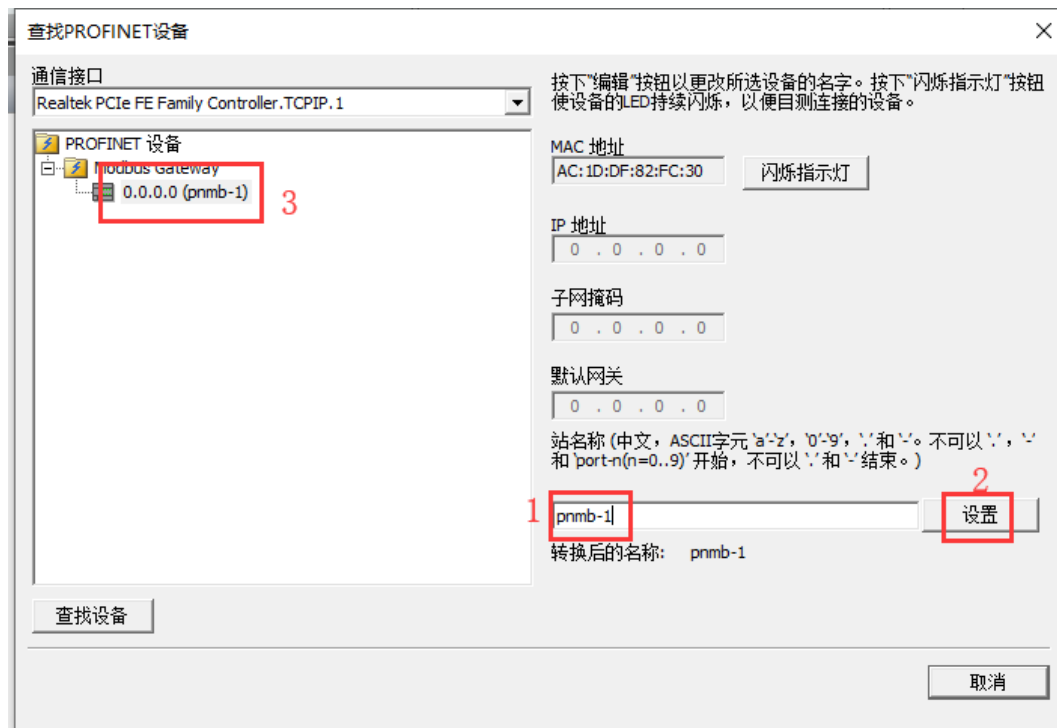 查找PROFINET设备
通信接口
Realtek PCIe FE Family Controller.TCPIP.1
PROFINET 设备
Modbus Gateway
0.0.0.0 (pnmb-1)
3
查找设备
按下"编辑"按钮以更改所选设备的名字。按下"闪烁指示灯"按钮
使设备的LED持续闪烁，以便目测连接的设备。
MAC 地址
AC:1D:DF:82:FC:30
闪烁指示灯
IP 地址
0 . 0 . 0 . 0
子网掩码
0 . 0 . 0 . 0
默认网关
0 . 0 . 0 . 0
站名称 (中文，ASCII字元 'a'-'z'，'0'-'9'，'.' 和 '-'。不可以 '.'，'-'
和 'port-n(n=0..9)' 开始，不可以 '.' 和 '-' 结束。)
1
pnmb-1
2
设置
转换后的名称: pnmb-1
取消